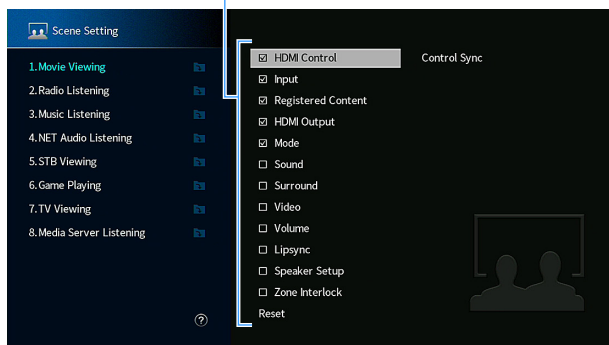 Scene Setting
1.Movie Viewing
2.Radio Listening
3.Music Listening
4.NET Audio Listening
5.STB Viewing
6.Game Playing
7.TV Viewing
8.Media Server Listening
?
HDMI Control
Control Sync
Input
Registered Content
HDMI Output
Mode
Sound
Surround
Video
Volume
Lipsync
Speaker Setup
Zone Interlock
Reset